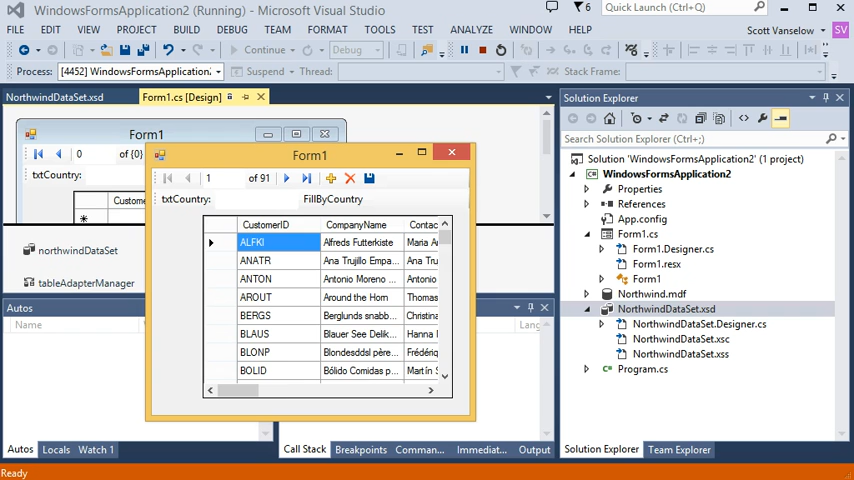 WindowsFormsApplication2 (Running) - Microsoft Visual Studio
6
Quick Launch (Ctrl+Q)
FILE EDIT VIEW PROJECT BUILD DEBUG TEAM FORMAT TOOLS TEST ANALYZE WINDOW HELP
Scott Vanselow
SV
Continue
Debug
Process: [4452] WindowsFormsApplication
Suspend
Thread:
Stack Frame:
NorthwindDataSet.xsd
Form1.cs [Design]
Form1
0
of {0}
txtCountry:
Custome
northwindDataSet
tableAdapterManager
Form1
1
of 91
txtCountry:
FillByCountry
CustomerID CompanyName Contac
ALFKI Alfreds Futterkiste Maria A
ANATR Ana Trujillo Empa... Ana Tru
ANTON Antonio Moreno ... Antonio
AROUT Around the Horn Thomas
BERGS Berglunds snabb... Christina
BLAUS Blauer See Delik... Hanna
BLONP Blondesddsl père... Frédériq
BOLID Bólido Comidas p... Martín S
Autos
Name
Lang
Autos Locals Watch 1
Call Stack Breakpoints Comman... Immediat... Output
Solution Explorer
Search Solution Explorer (Ctrl+;)
Solution 'WindowsFormsApplication2' (1 project)
WindowsFormsApplication2
Properties
References
App.config
Form1.cs
Form1.Designer.cs
Form1.resx
Form1
Northwind.mdf
NorthwindDataSet.xsd
NorthwindDataSet.Designer.cs
NorthwindDataSet.xsc
NorthwindDataSet.xss
Program.cs
Solution Explorer Team Explorer
Ready